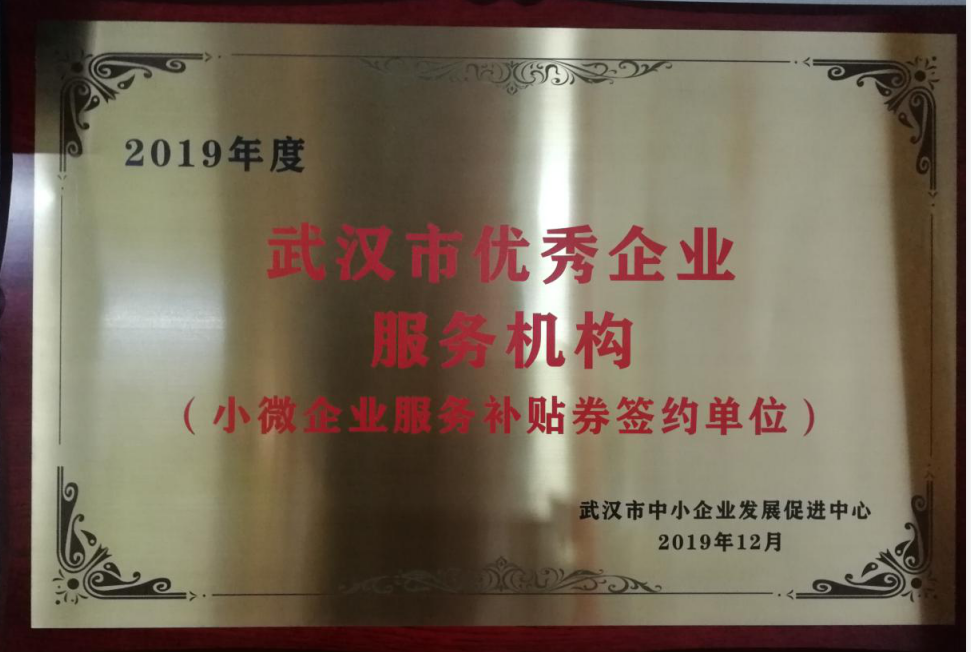 2019年度
武汉市优秀企业
服务机构
（小微企业服务补贴券签约单位）
武汉市中小企业发展促进中心
2019年12月